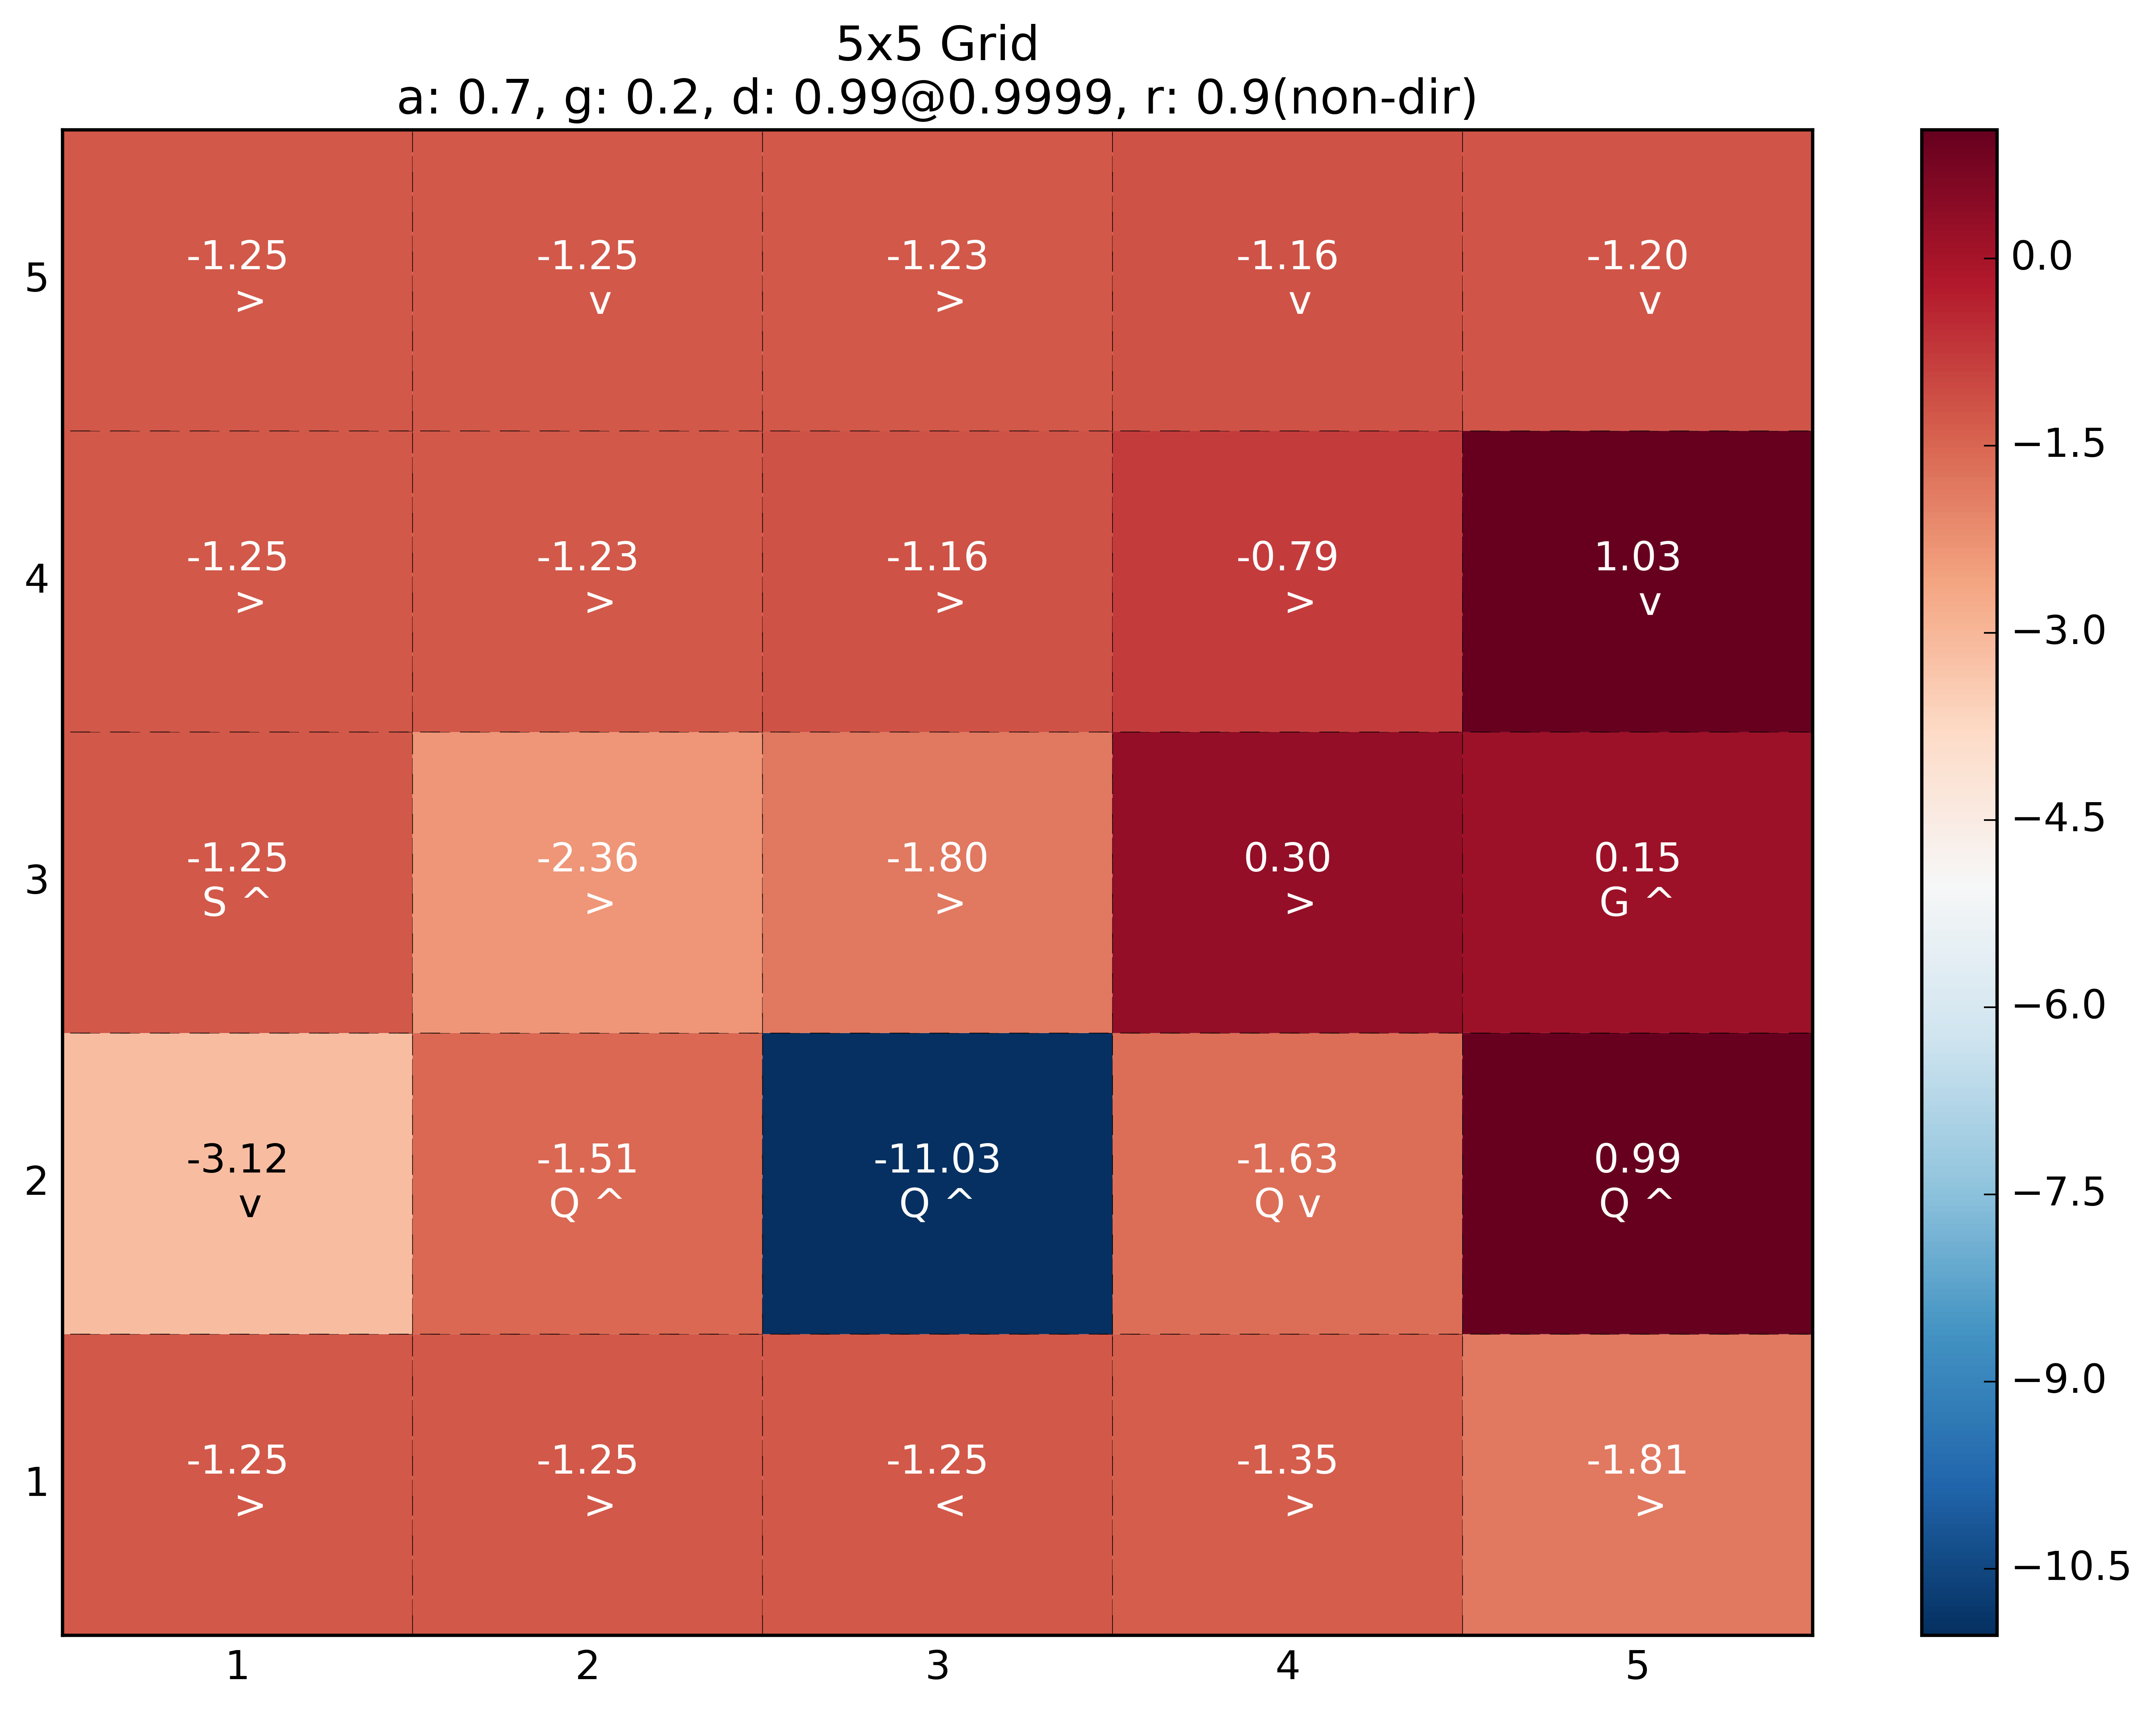 5x5 Grid
a: 0.7, g: 0.2, d: 0.99@0.9999, r: 0.9(non-dir)
5
-1.25 -1.25 -1.23 -1.16 -1.20
> v > v v
4
-1.25 -1.23 -1.16 -0.79 1.03
> > > > v
3
-1.25 -2.36 -1.80 0.30 0.15
S ^ > > > G ^
2
-3.12 -1.51 -11.03 -1.63 0.99
v Q ^ Q ^ Q v Q ^
1
-1.25 -1.25 -1.25 -1.35 -1.81
> > < > >
1 2 3 4 5
0.0
−1.5
−3.0
−4.5
−6.0
−7.5
−9.0
−10.5